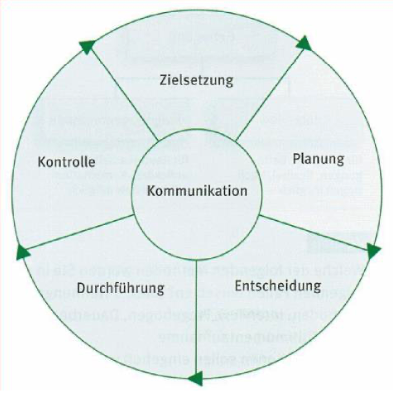 Zielsetzung
Planung
Entscheidung
Durchführung
Kontrolle
Kommunikation